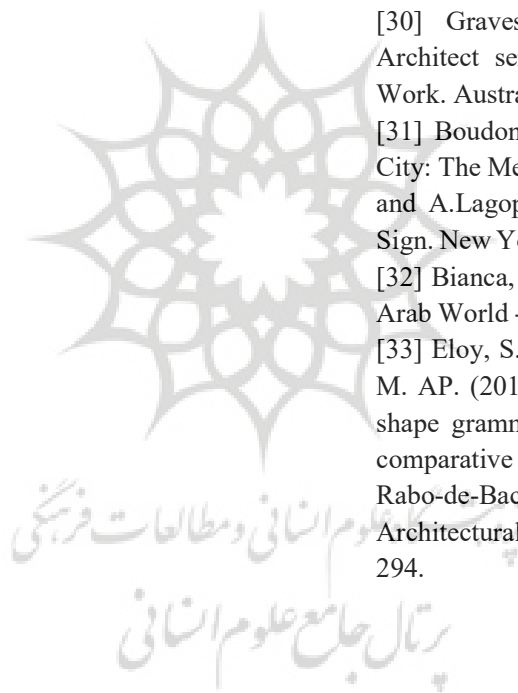 [30] Graves
Architect se
Work. Austra
[31] Boudon
City: The Me
and A.Lagop
Sign. New Yo
[32] Bianca,
Arab World -
[33] Eloy, S.
M. AP. (201
shape gramn
comparative
Rabo-de-Bac
Architectural
294.
علوم انسانی و مطالعات فرهنگی
پرتال جامع علوم انسانی